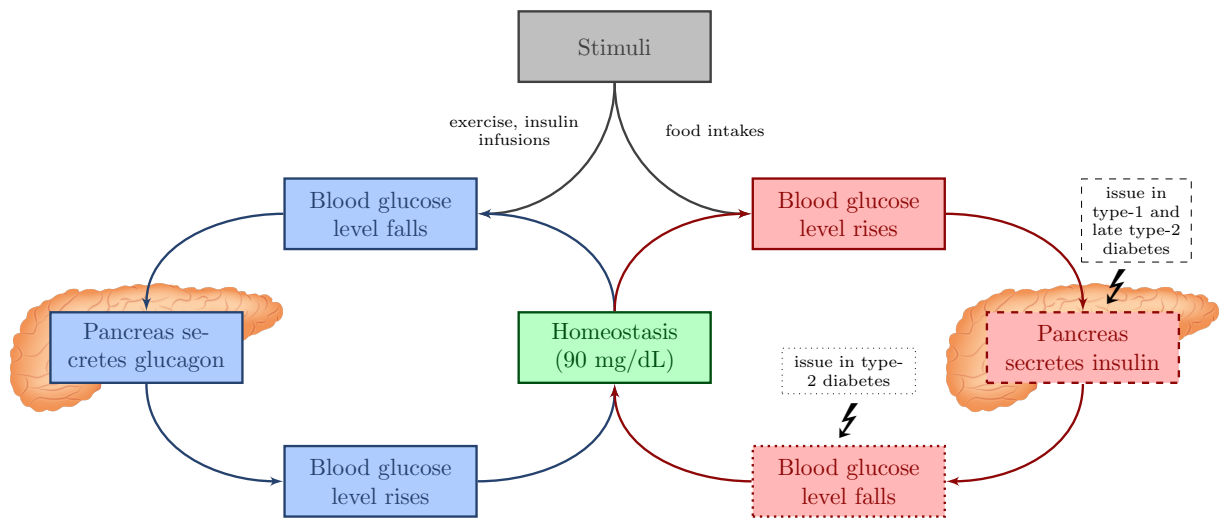 Stimuli
exercise, insulin
infusions
food intakes
Blood glucose
level falls
Blood glucose
level rises
issue in
type-1 and
late type-2
diabetes
Pancreas se-
cretes glucagon
Homeostasis
(90 mg/dL)
issue in type-
2 diabetes
Pancreas
secretes insulin
Blood glucose
level rises
Blood glucose
level falls